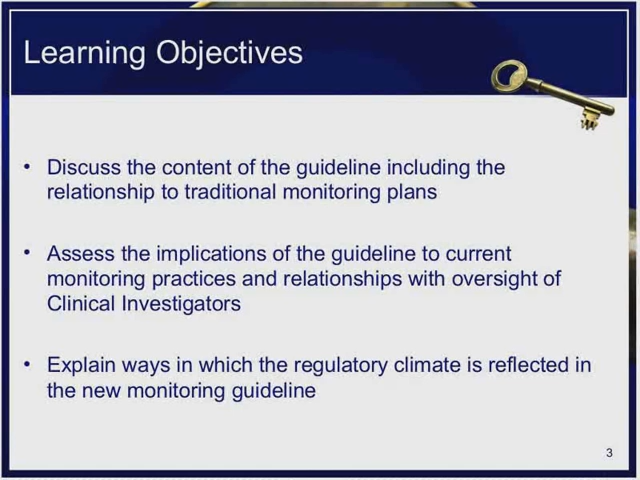 Learning Objectives
• Discuss the content of the guideline including the
relationship to traditional monitoring plans
• Assess the implications of the guideline to current
monitoring practices and relationships with oversight of
Clinical Investigators
• Explain ways in which the regulatory climate is reflected in
the new monitoring guideline
3